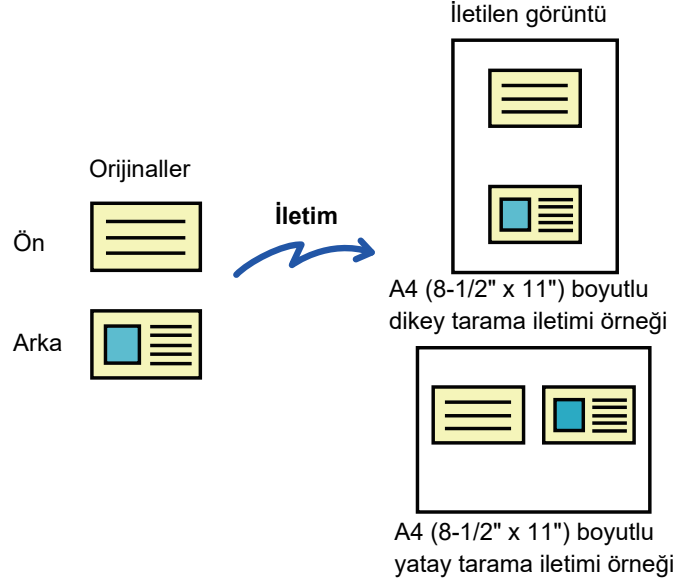 İletilen görüntü
Orijinaller
İletim
Ön
Arka
A4 (8-1/2" x 11") boyutlu
dikey tarama iletimi örneği
A4 (8-1/2" x 11") boyutlu
yatay tarama iletimi örneği